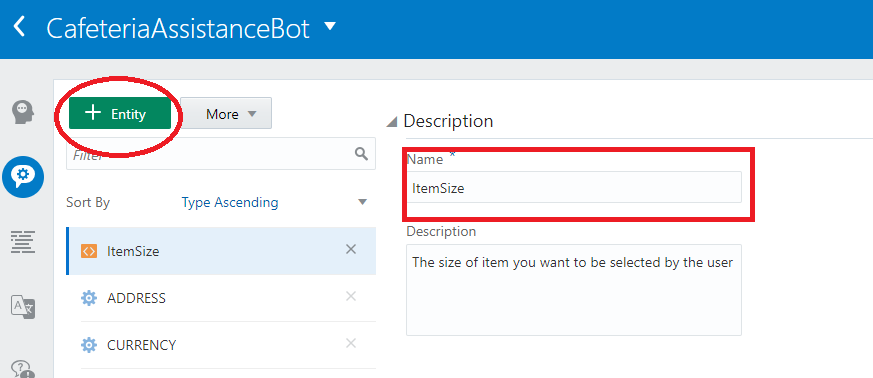 CafeteriaAssistanceBot
+ Entity
More
Filter
Sort By
Type Ascending
ItemSize
ADDRESS
CURRENCY
Description
Name *
ItemSize
Description
The size of item you want to be selected by the user